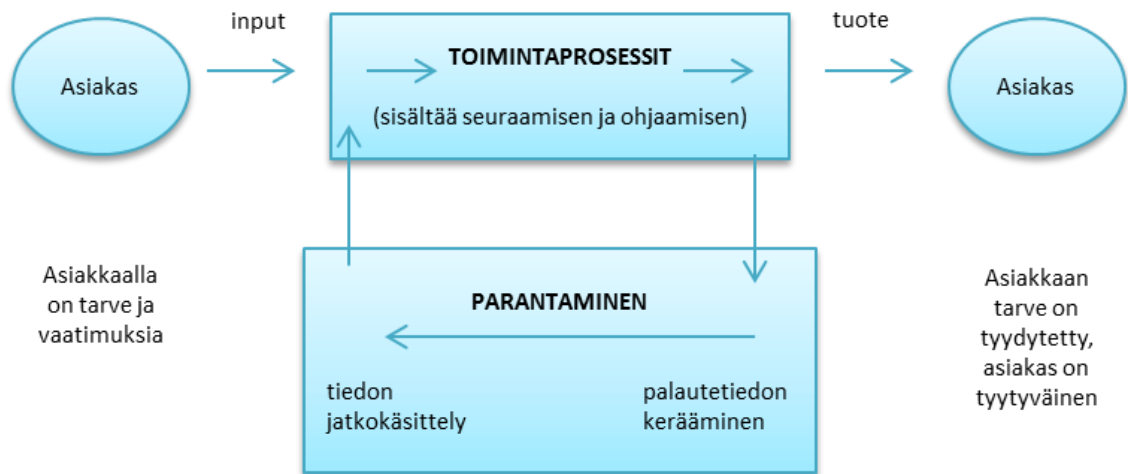 input
tuote
Asiakas
TOIMINTAPROSESSIT
(sisältää seuraamisen ja ohjaamisen)
Asiakas
Asiakkaalla
on tarve ja
vaatimuksia
PARANTAMINEN
tiedon
jatkokäsittely
palautetiedon
kerääminen
Asiakkaan
tarve on
tyydytetty,
asiakas on
tyytyväinen